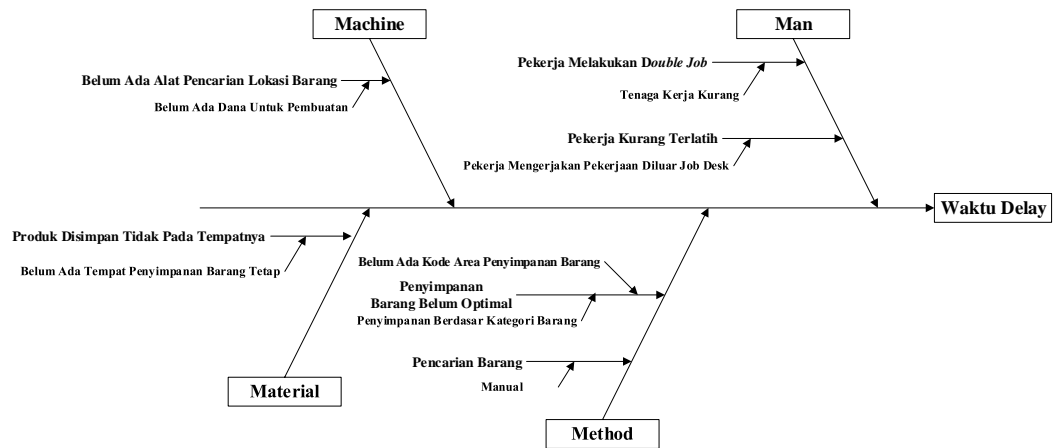 Machine
Man
Pekerja Melakukan Double Job
Belum Ada Alat Pencarian Lokasi Barang
Tenaga Kerja Kurang
Belum Ada Dana Untuk Pembuatan
Pekerja Kurang Terlatih
Pekerja Mengerjakan Pekerjaan Diluar Job Desk
Waktu Delay
Produk Disimpan Tidak Pada Tempatnya
Belum Ada Tempat Penyimpanan Barang Tetap
Belum Ada Kode Area Penyimpanan Barang
Penyimpanan
Barang Belum Optimal
Penyimpanan Berdasar Kategori Barang
Pencarian Barang
Manual
Material
Method